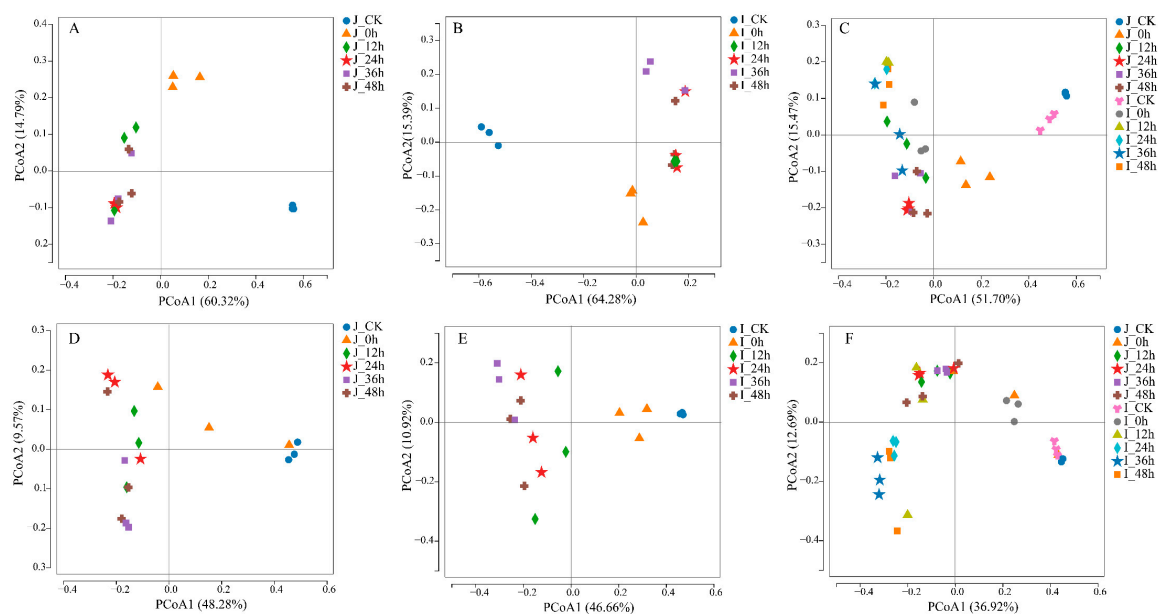 A
0.4
0.3
0.2
0.1
0.0
−0.1
0.2
PCoA2 (14.79%)
−0.4 −0.2 0.0 0.2 0.4 0.6
PCoA1 (60.32%)
J_CK
J_0h
J_12h
J_24h
J_36h
J_48h
B
0.3
0.2
0.1
0.0
−0.1
−0.2
−0.3
PCoA2(15.39%)
−0.6 −0.4 −0.2 0.0 0.2
PCoA1 (64.28%)
I_CK
I_0h
I_12h
I_24h
I_36h
I_48h
C
0.3
0.2
0.1
0.0
−0.1
−0.2
−0.3
PCoA2 (15.47%)
−0.4 −0.2 0.0 0.2 0.4 0.6
PCoA1 (51.70%)
J_CK
J_0h
J_12h
J_24h
J_36h
J_48h
I_CK
I_0h
I_12h
I_24h
I_36h
I_48h
D
0.3
0.2
0.1
0.0
0.1
0.2
0.3
PCoA2 (9.57%)
−0.4 −0.2 0.0 0.2 0.4 0.6
PCoA1 (48.28%)
J_CK
J_0h
J_12h
J_24h
J_36h
J_48h
E
0.2
0.0
−0.2
−0.4
PCoA2 (10.92%)
−0.4 −0.2 0.0 0.2 0.4 0.6
PCoA1 (46.66%)
I_CK
I_0h
I_12h
I_24h
I_36h
I_48h
F
0.2
0.0
−0.2
−0.4
PCoA2 (12.69%)
−0.4 −0.2 0.0 0.2 0.4 0.6
PCoA1 (36.92%)
J_CK
J_0h
J_12h
J_24h
J_36h
J_48h
I_CK
I_0h
I_12h
I_24h
I_36h
I_48h